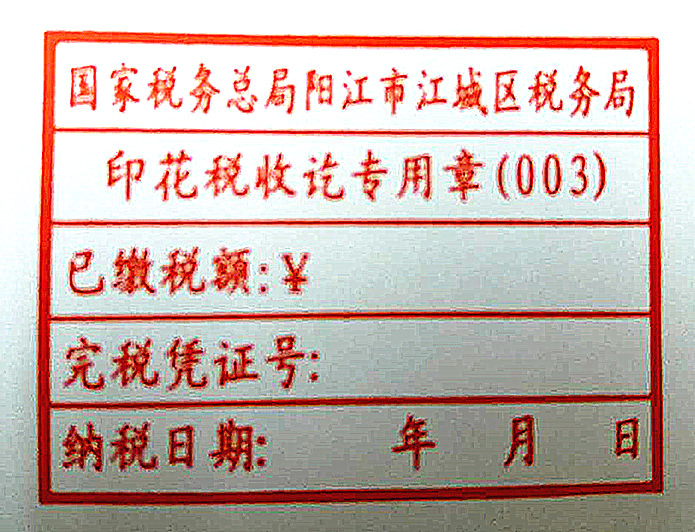 国家税务总局阳江市江城区税务局
印花税收讫专用章(003)
已缴税额:¥
完税凭证号:
纳税日期: 年 月 日